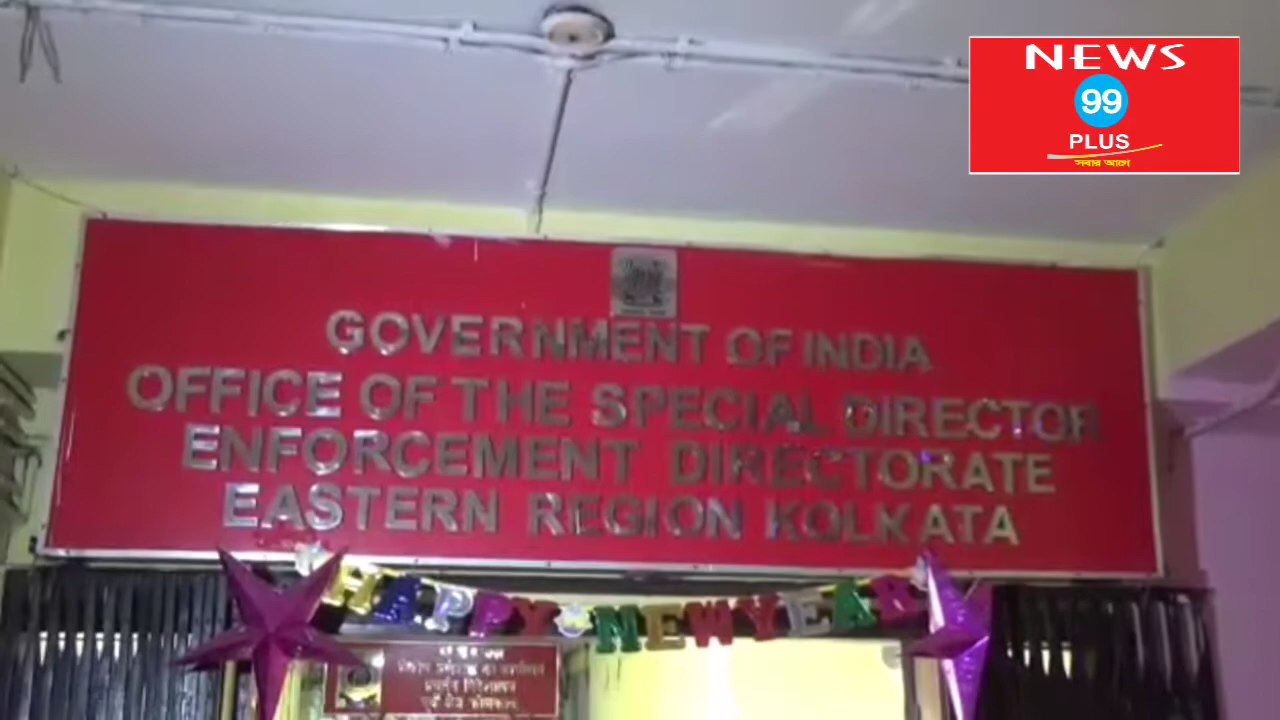 NEWS
99
PLUS
সবার আগে
GOVERNMENT OF INDIA
OFFICE OF THE SPECIAL DIRECTOR
ENFORCEMENT DIRECTORATE
EASTERN REGION KOLKATA
HAPPY NEW YEAR